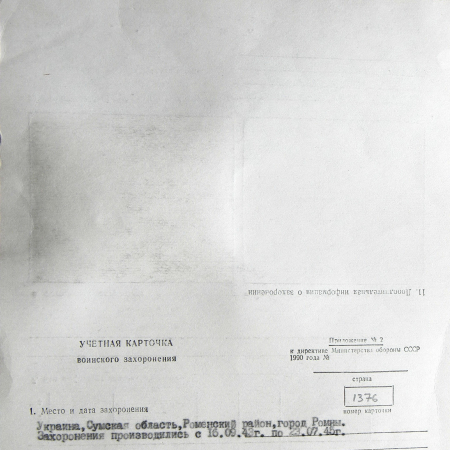 11. Дополнительная информация о захоронении
УЧЕТНАЯ КАРТОЧКА
воинского захоронения
Приложение № 2
к директиве Министерства обороны СССР
1990 года №
страна
1376
номер карточки
1. Место и дата захоронения
Украина,Сумская область,Роменский район,город Ромны.
Захоронения производились с 16.09.43г. по 07.45г.